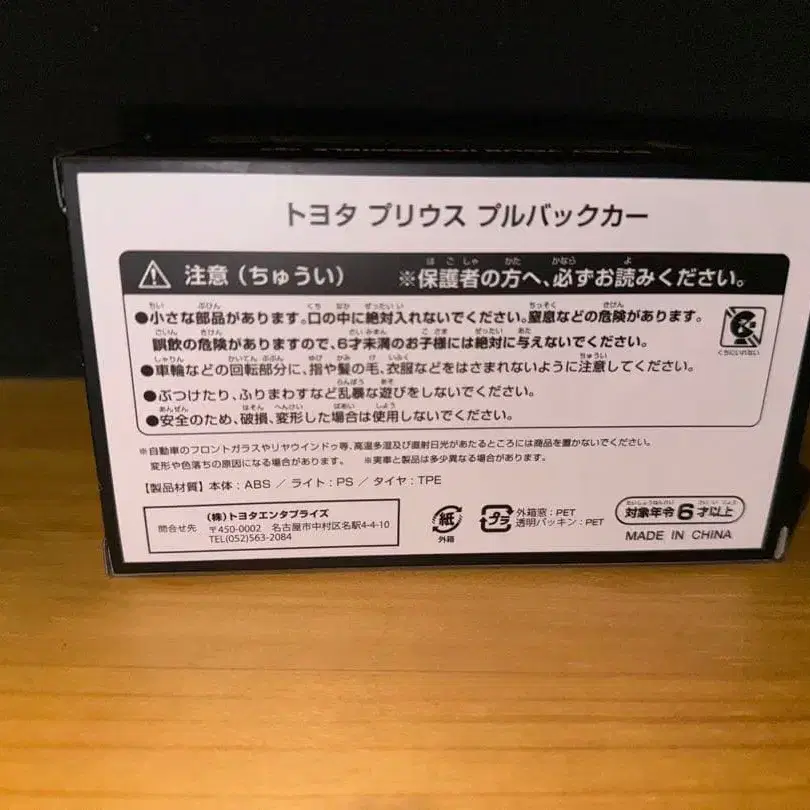 トヨタ プリウス プルバックカー
注意（ちゅうい） ※保護者の方へ、必ずお読みください。
●小さな部品があります。口の中に絶対入れないでください。窒息などの危険があります。
誤飲の危険がありますので、6才未満のお子様には絶対に与えないでください。
●車輪などの回転部分に、指や髪の毛、衣服などをはさまれないように注意してください。
●ぶつけたり、ふりまわすなど乱暴な遊びをしないでください。
●安全のため、破損、変形した場合は使用しないでください。
くちにいれない
※自動車のフロントガラスやリヤウインドゥ等、高温多湿及び直射日光があたるところには商品を置かないでください。
変形や色落ちの原因になる場合があります。 ※実車と製品は多少異なる場合があります。
【製品材質】本体：ABS ／ ライト：PS ／ タイヤ：TPE
問合せ先
（株）トヨタエンタプライズ
〒450-0002 名古屋市中村区名駅4-4-10
TEL(052)563-2084
紙
外箱
プラ
外箱窓：PET
透明パッキン：PET
対象年令6才以上
MADE IN CHINA